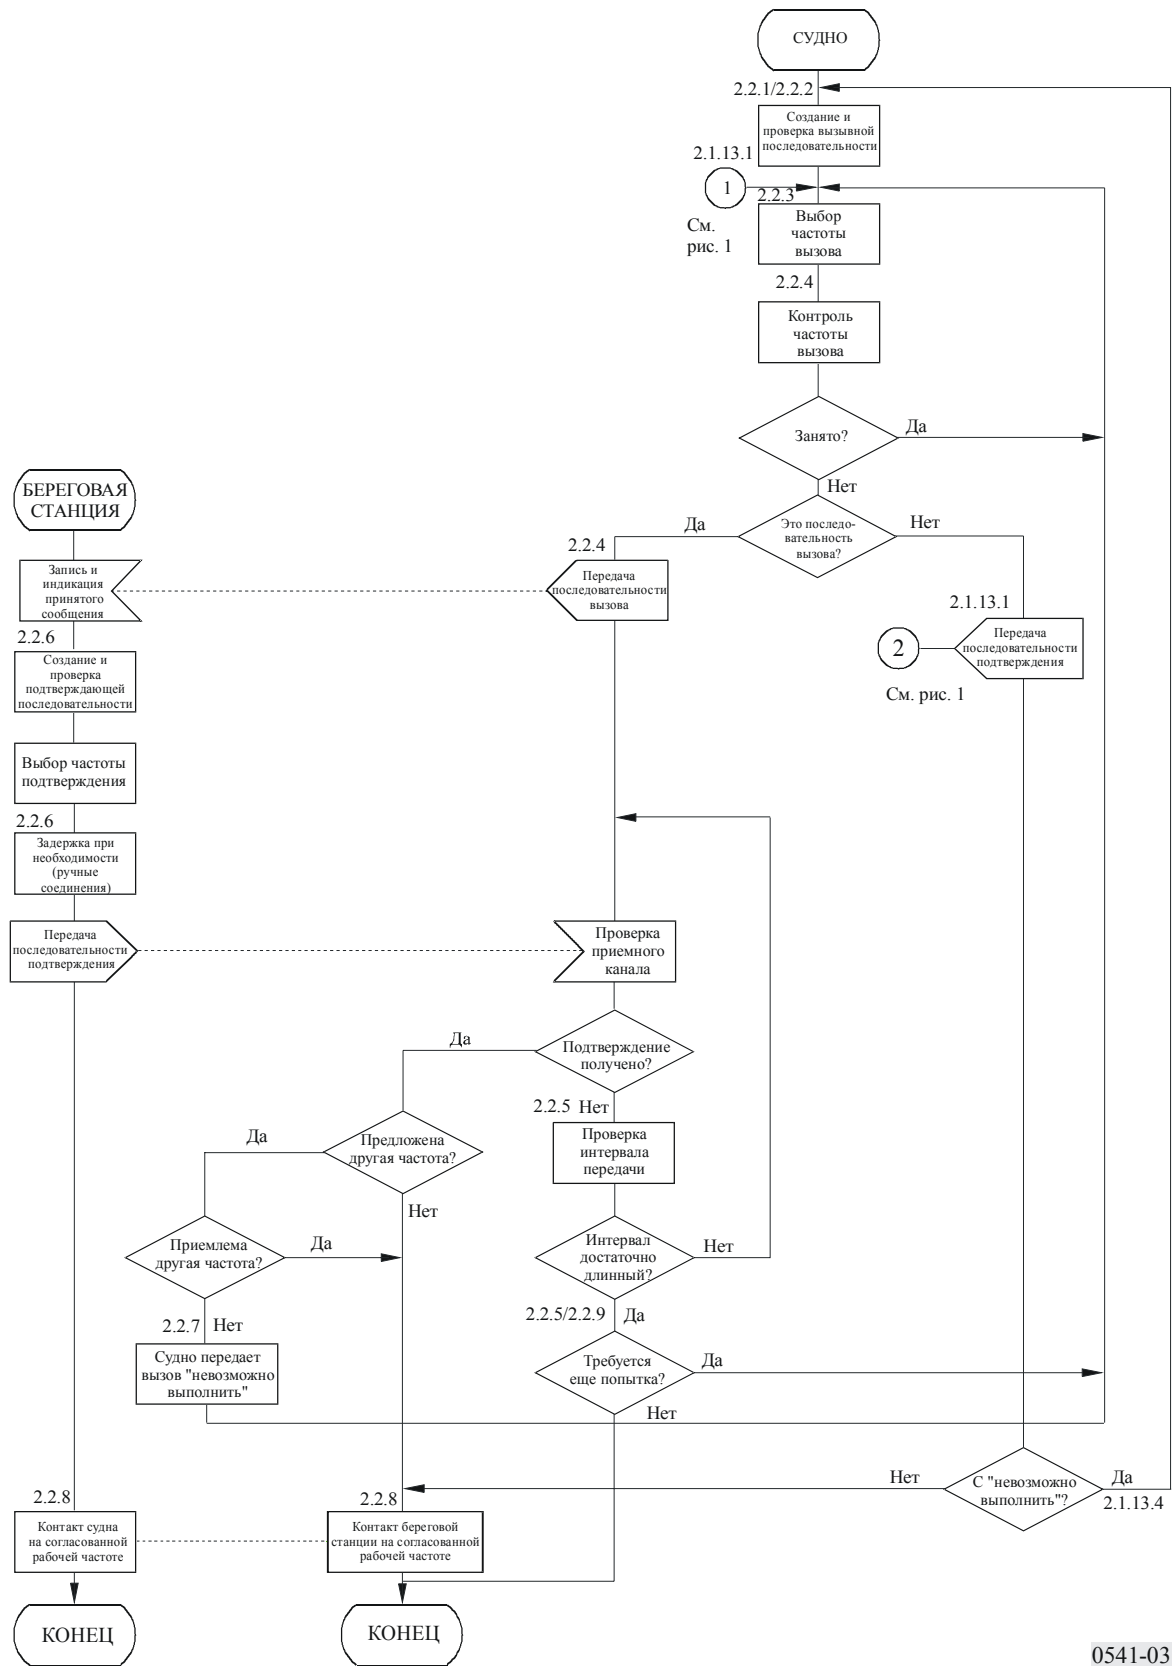 СУДНО
2.2.1/2.2.2
Создание и
проверка вызывной
последовательности
2.1.13.1
1
2.2.3
См.
рис. 1
Выбор
частоты
вызова
2.2.4
Контроль
частоты
вызова
Занято?
Да
Нет
БЕРЕГОВАЯ
СТАНЦИЯ
Да
Это последо-
вательность
вызова?
Нет
2.2.4
Запись и
индикация
принятого
сообщения
Передача
последовательности
вызова
2.1.13.1
2
Передача
последовательности
подтверждения
См. рис. 1
2.2.6
Создание и
проверка
подтверждающей
последовательности
Выбор частоты
подтверждения
2.2.6
Задержка при
необходимости
(ручные
соединения)
Передача
последовательности
подтверждения
Проверка
приемного
канала
Да
Подтверждение
получено?
2.2.5 Нет
Да
Предложена
другая частота?
Проверка
интервала
передачи
Нет
Приемлема
другая частота?
Да
Интервал
достаточно
длинный?
Нет
2.2.5/2.2.9 Да
2.2.7 Нет
Судно передает
вызов "невозможно
выполнить"
Требуется
еще попытка?
Да
Нет
Нет
С "невозможно
выполнить"?
Да
2.1.13.4
2.2.8
2.2.8
Контакт судна
на согласованной
рабочей частоте
Контакт береговой
станции на согласованной
рабочей частоте
КОНЕЦ
КОНЕЦ
0541-03